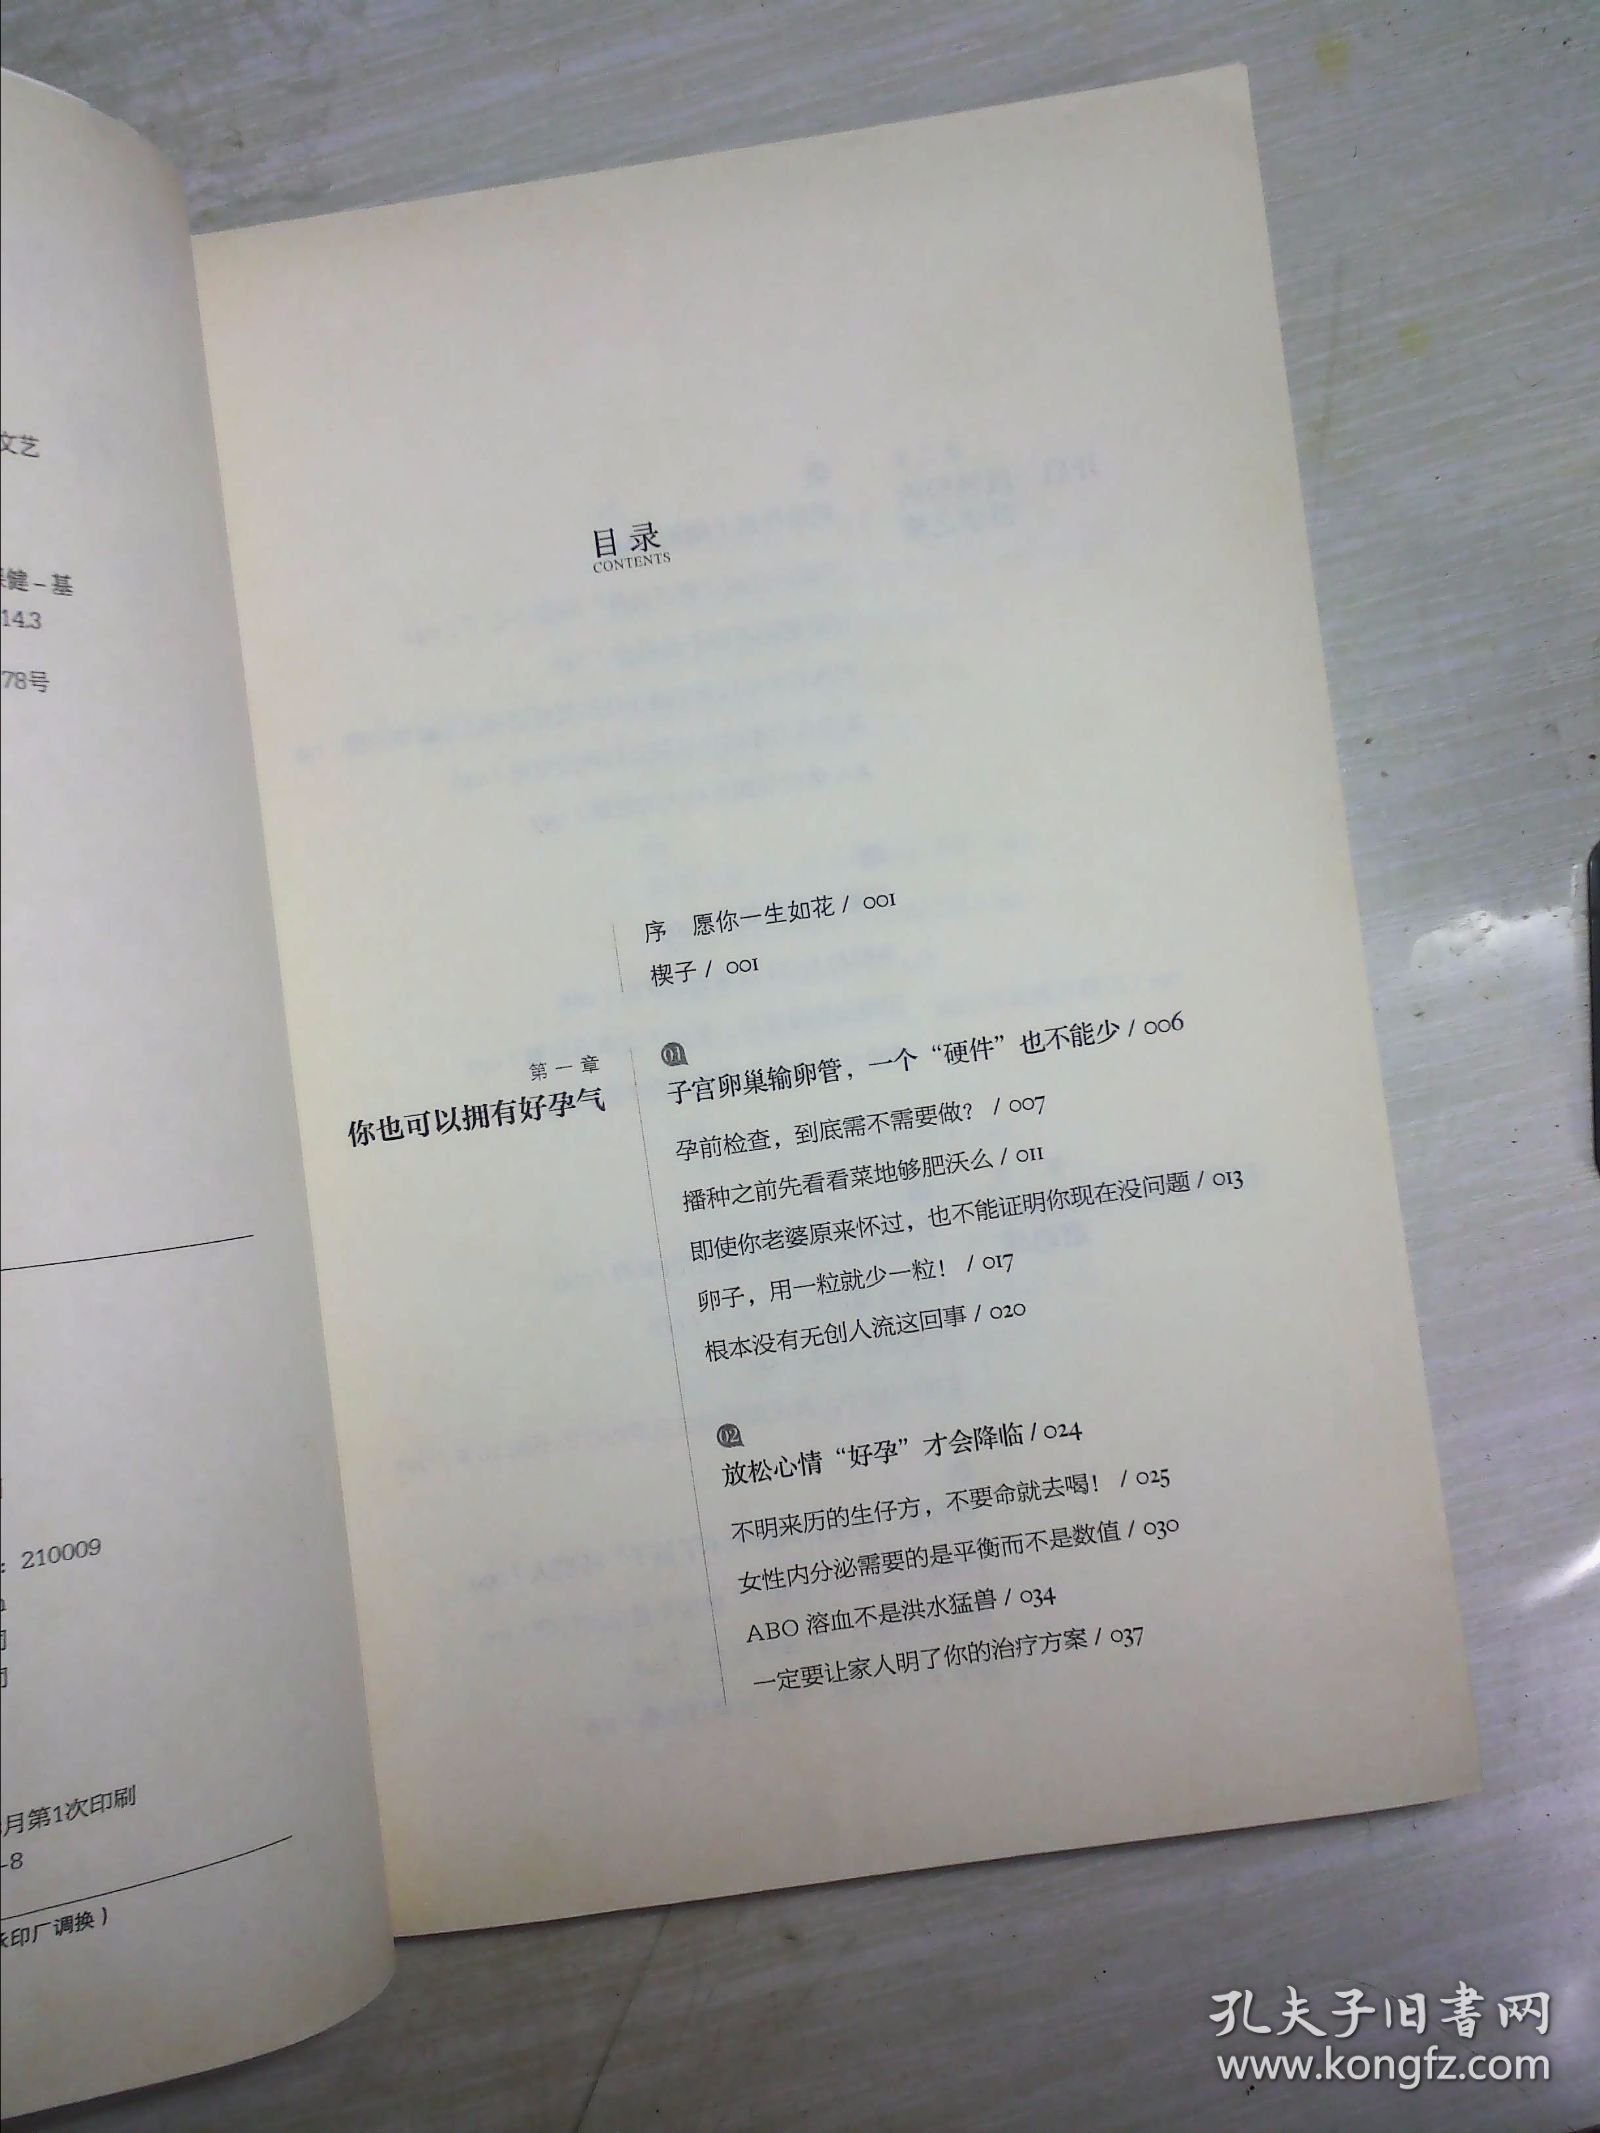 文艺
健－基
14.3
78号
210009
月第1次印刷
-8
印厂调换）
目录
CONTENTS
序　愿你一生如花 / 001
楔子 / 001
第一章
你也可以拥有好孕气
01
子宫卵巢输卵管，一个“硬件”也不能少 / 006
孕前检查，到底需不需要做？ / 007
播种之前先看看菜地够肥沃么 / 011
即使你老婆原来怀过，也不能证明你现在没问题 / 013
卵子，用一粒就少一粒！ / 017
根本没有无创人流这回事 / 020
02
放松心情“好孕”才会降临 / 024
不明来历的生仔方，不要命就去喝！ / 025
女性内分泌需要的是平衡而不是数值 / 030
ABO 溶血不是洪水猛兽 / 034
一定要让家人明了你的治疗方案 / 037
孔夫子旧书网
www.kongfz.com